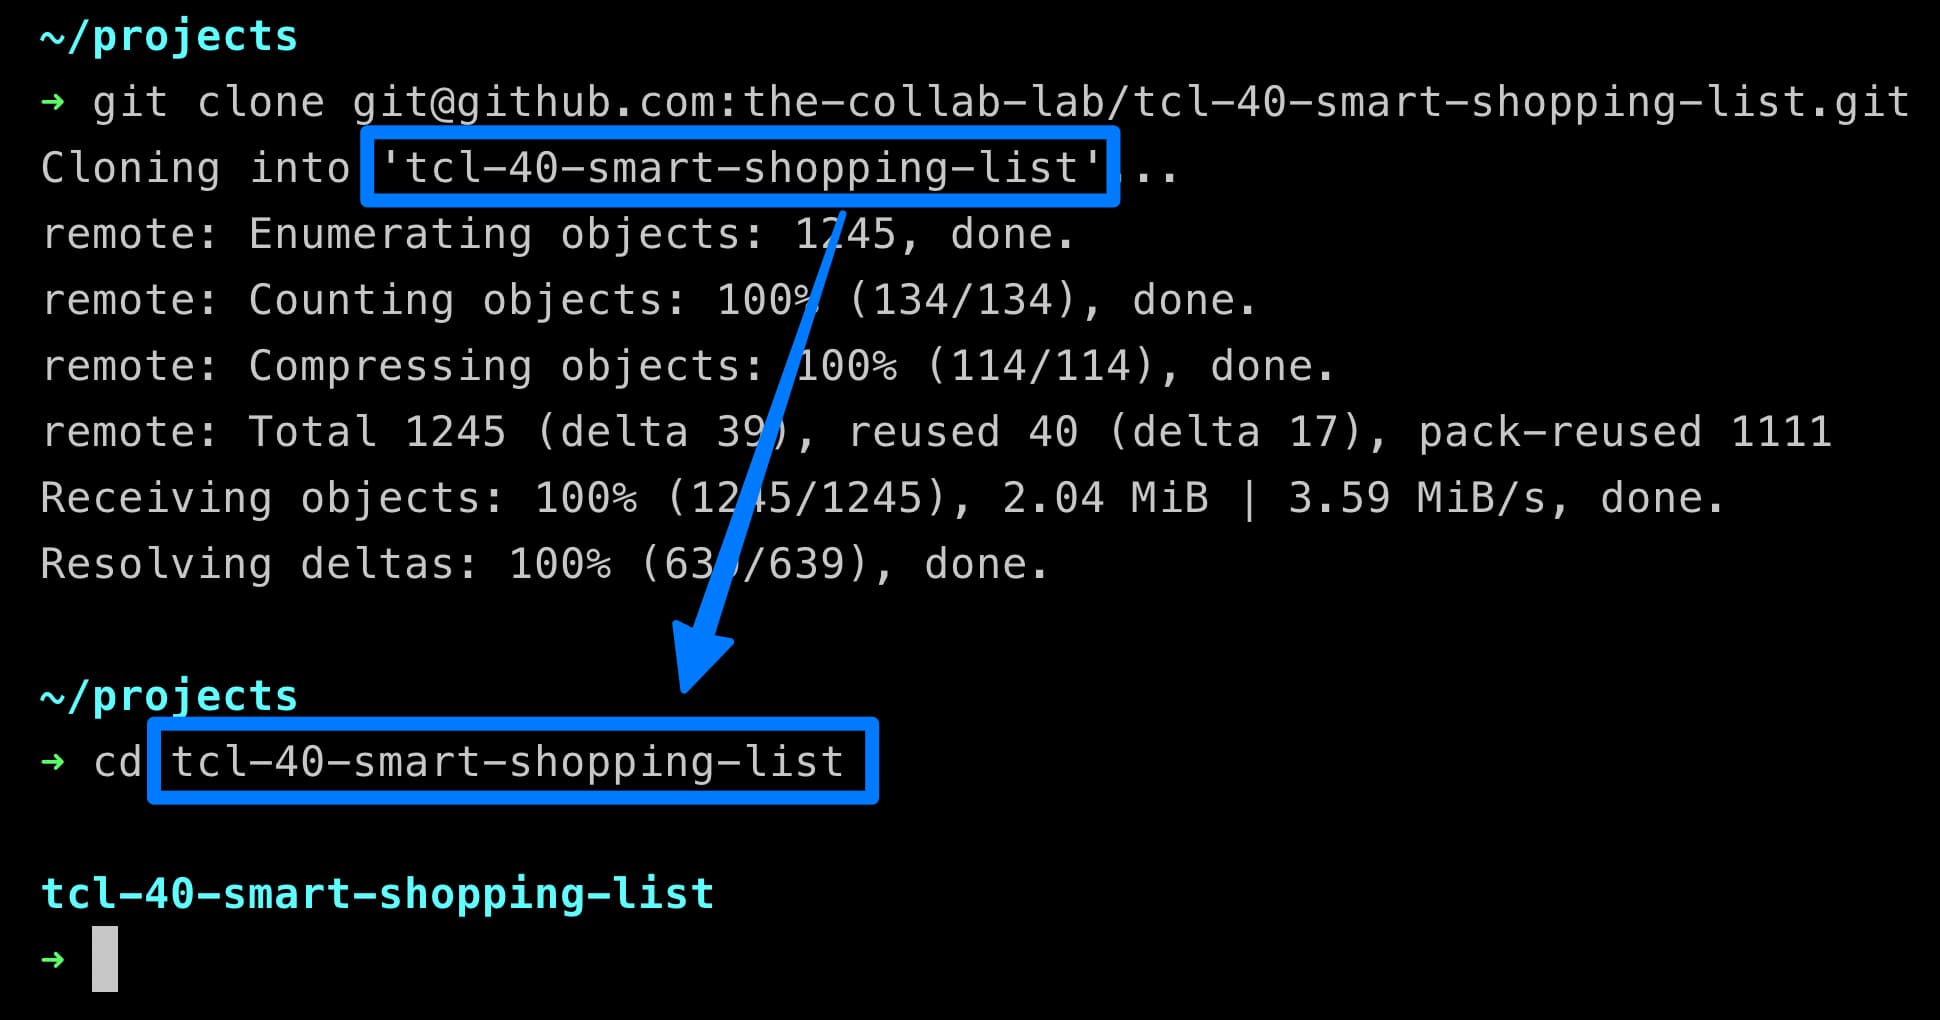 ~/projects
→ git clone git@github.com:the-collab-lab/tcl-40-smart-shopping-list.git
Cloning into 'tcl-40-smart-shopping-list'...
remote: Enumerating objects: 1245, done.
remote: Counting objects: 100% (134/134), done.
remote: Compressing objects: 100% (114/114), done.
remote: Total 1245 (delta 39), reused 40 (delta 17), pack-reused 1111
Receiving objects: 100% (1245/1245), 2.04 MiB | 3.59 MiB/s, done.
Resolving deltas: 100% (639/639), done.
~/projects
→ cd tcl-40-smart-shopping-list
tcl-40-smart-shopping-list
→